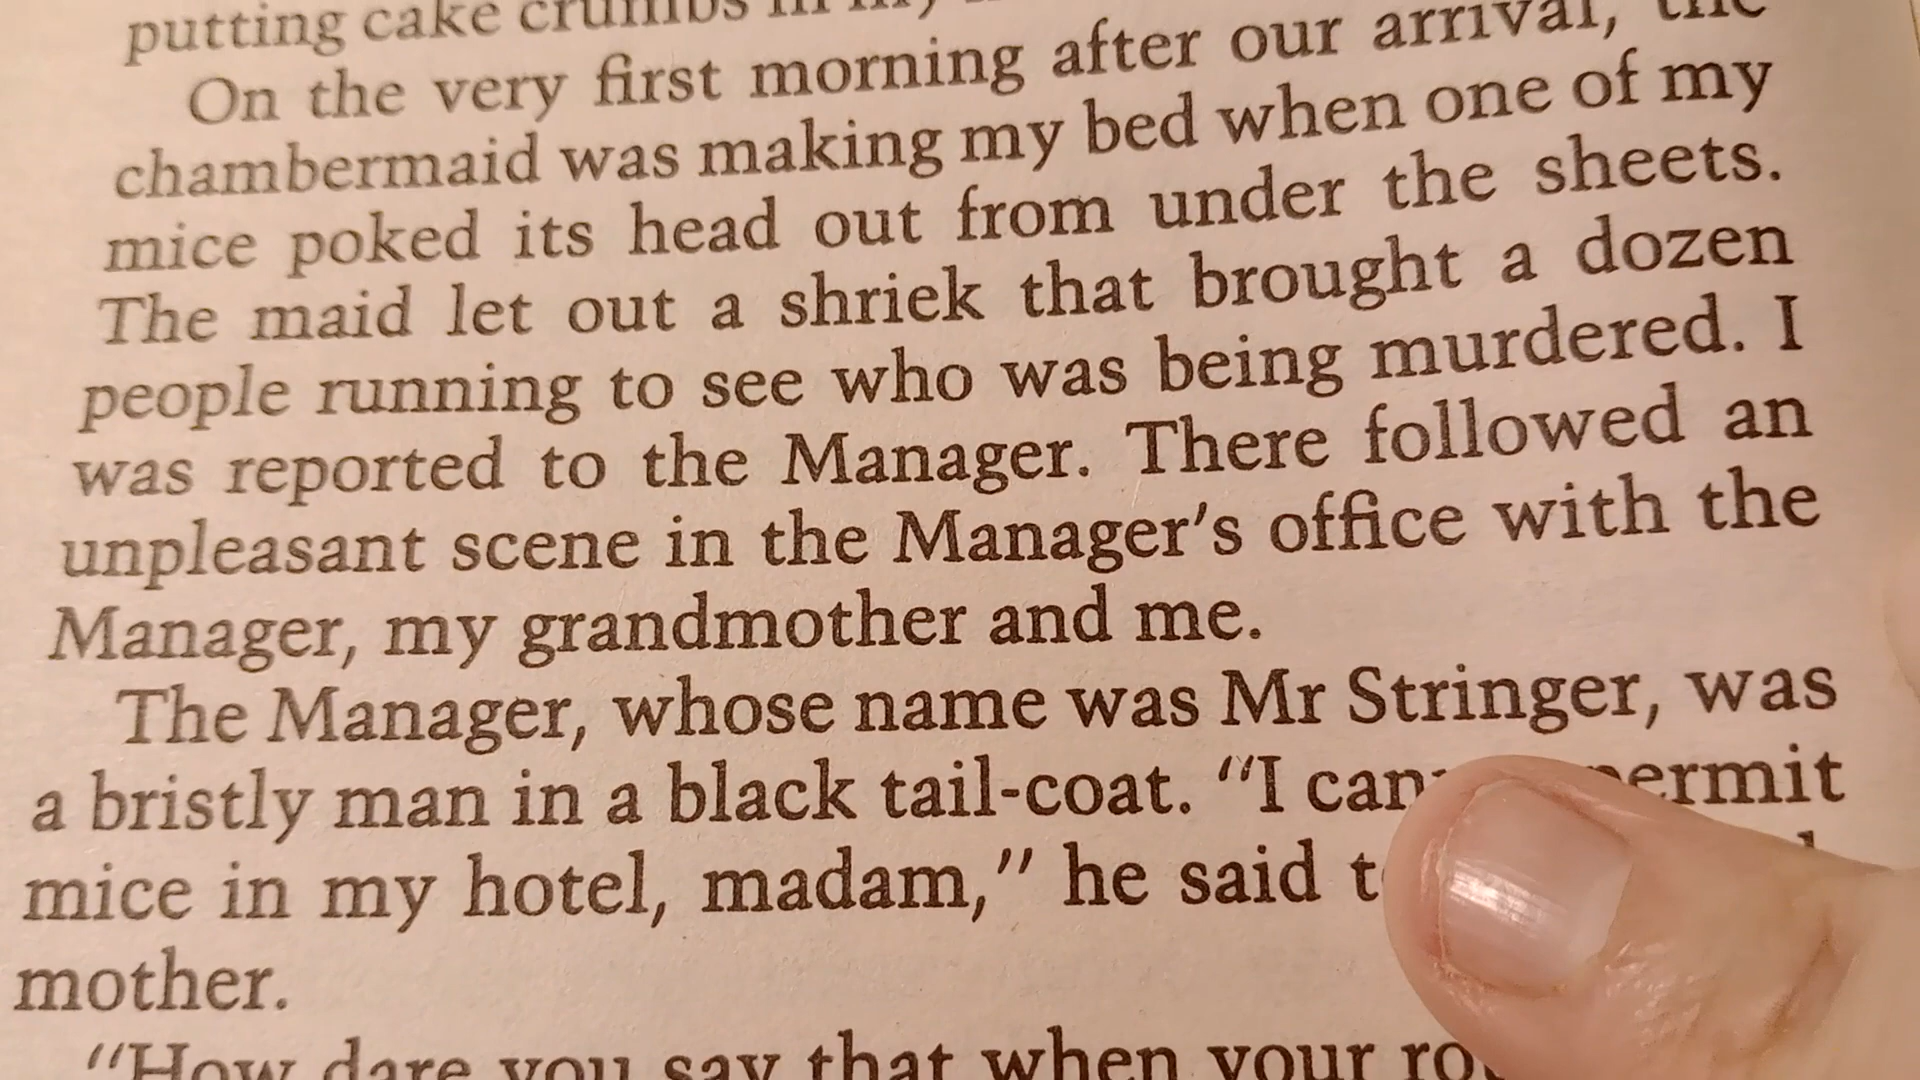 putting cake crumbs in my
On the very first morning after our arrival, the
chambermaid was making my bed when one of my
mice poked its head out from under the sheets.
The maid let out a shriek that brought a dozen
people running to see who was being murdered. I
was reported to the Manager. There followed an
unpleasant scene in the Manager's office with the
Manager, my grandmother and me.
The Manager, whose name was Mr Stringer, was
a bristly man in a black tail-coat. "I
mice in my hotel, madam," he said
mother.
"How dare you say that when your